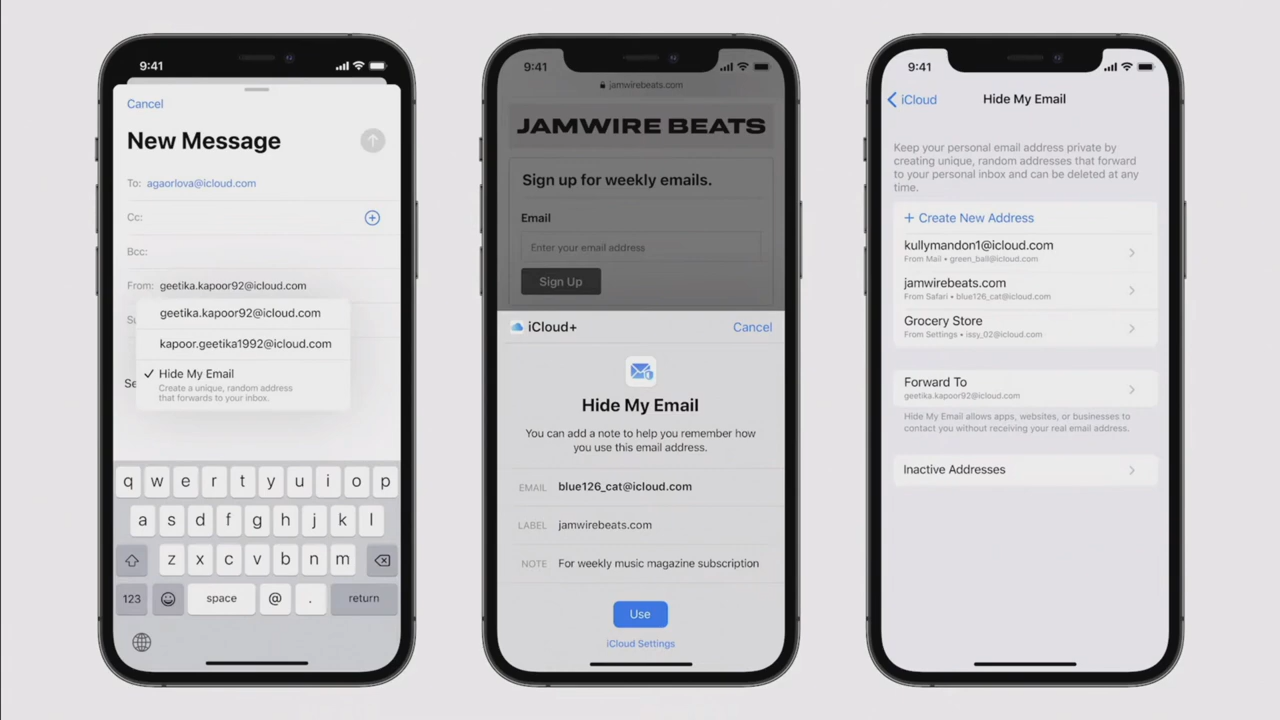 9:41
Cancel
New Message
To: agaorlova@icloud.com
Cc:
Bcc:
From: geetika.kapoor92@icloud.com
geetika.kapoor92@icloud.com
Su
kapoor.geetika1992@icloud.com
Hide My Email
Se
Create a unique, random address
that forwards to your inbox.
q w e r t y u i o p
a s d f g h j k l
z x c v b n m
123 space @ . return
9:41
jamwirebeats.com
JAMWIRE BEATS
Sign up for weekly emails.
Email
Enter your email address
Sign Up
iCloud+ Cancel
Hide My Email
You can add a note to help you remember how
you use this email address.
EMAIL blue126_cat@icloud.com
LABEL jamwirebeats.com
NOTE For weekly music magazine subscription
Use
iCloud Settings
9:41
iCloud Hide My Email
Keep your personal email address private by
creating unique, random addresses that forward
to your personal inbox and can be deleted at any
time.
+ Create New Address
kullymandon1@icloud.com
From Mail • green_ball@icloud.com
jamwirebeats.com
From Safari • blue126_cat@icloud.com
Grocery Store
From Settings • issy_02@icloud.com
Forward To
geetika.kapoor92@icloud.com
Hide My Email allows apps, websites, or businesses to
contact you without receiving your real email address.
Inactive Addresses